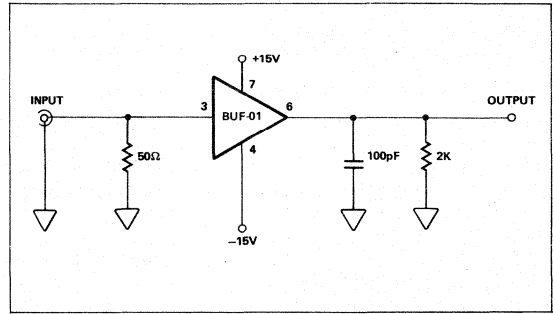 +15V
7
INPUT
OUTPUT
3
BUF-01
6
4
50Ω
100pF
2K
–15V